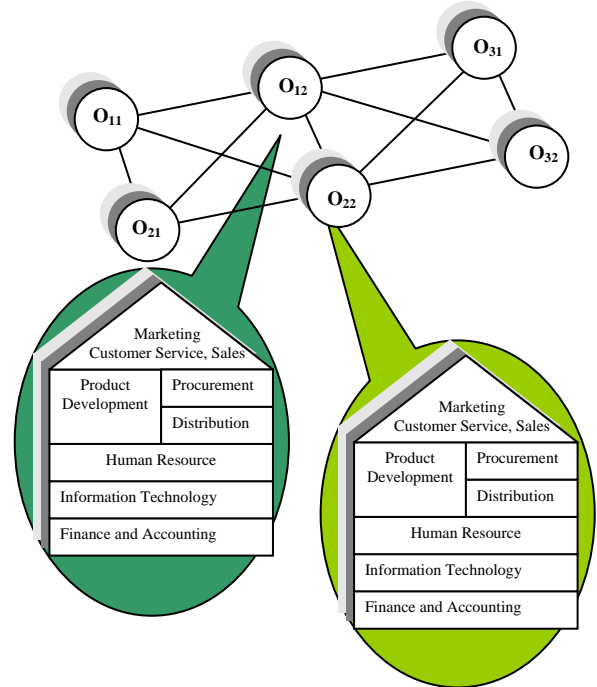 O31
O12
O11
O32
O22
O21
Marketing
Customer Service, Sales
Product
Development
Procurement
Distribution
Human Resource
Information Technology
Finance and Accounting
Marketing
Customer Service, Sales
Product
Development
Procurement
Distribution
Human Resource
Information Technology
Finance and Accounting